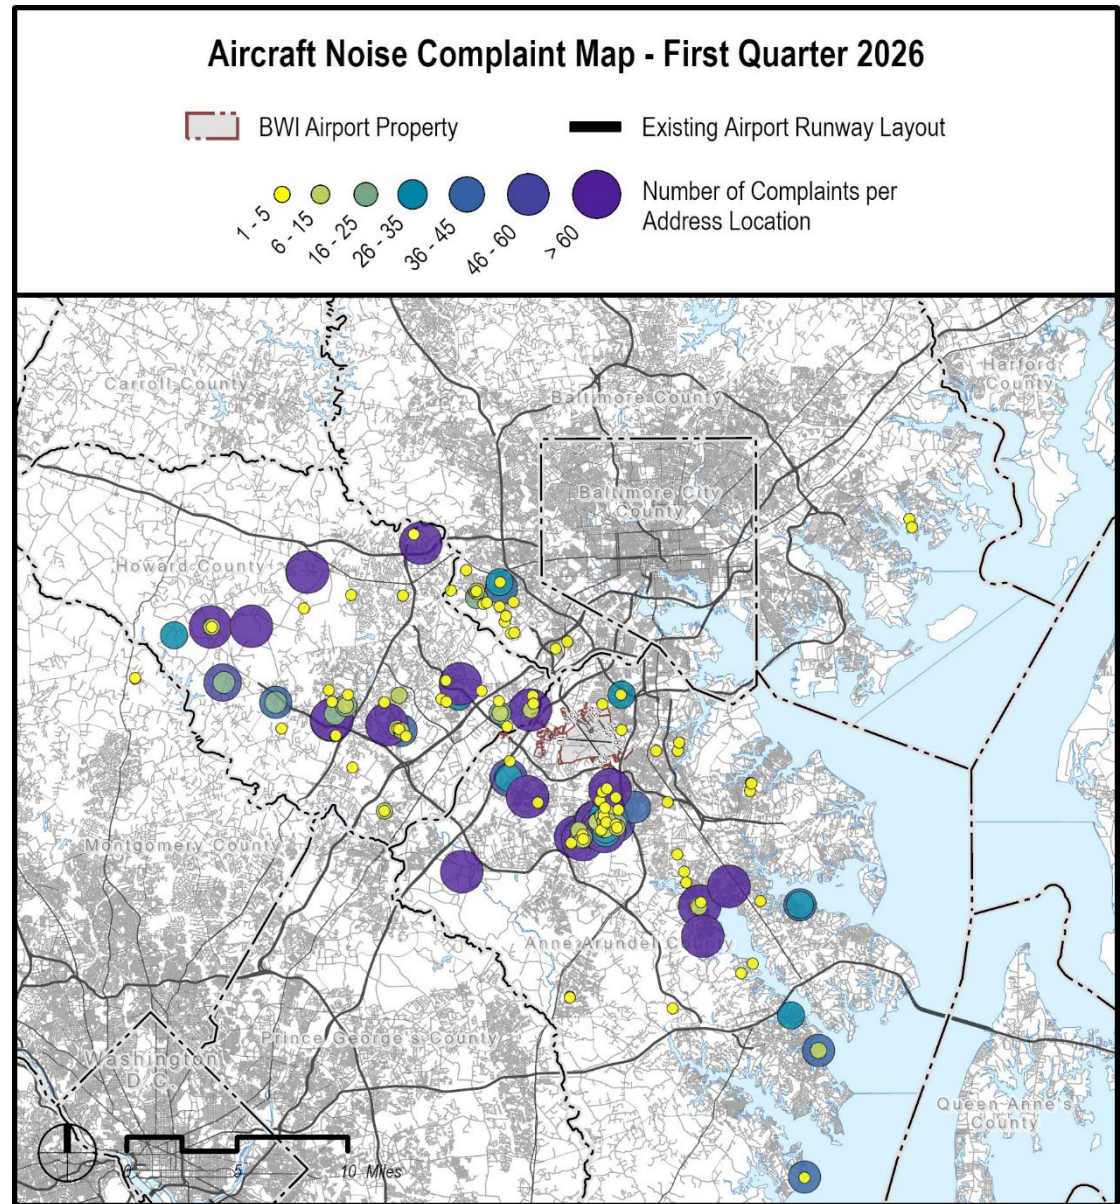 Aircraft Noise Complaint Map - First Quarter 2026
BWI Airport Property
Existing Airport Runway Layout
1 - 5
6 - 15
16 - 25
26 - 35
36 - 45
46 - 60
> 60
Number of Complaints per
Address Location
Carroll County
Harford
County
Baltimore County
Baltimore City
County
Howard County
Montgomery County
Anne Arundel County
Prince George's County
Washington
D.C.
Queen Anne's
County
0
5
10 Miles